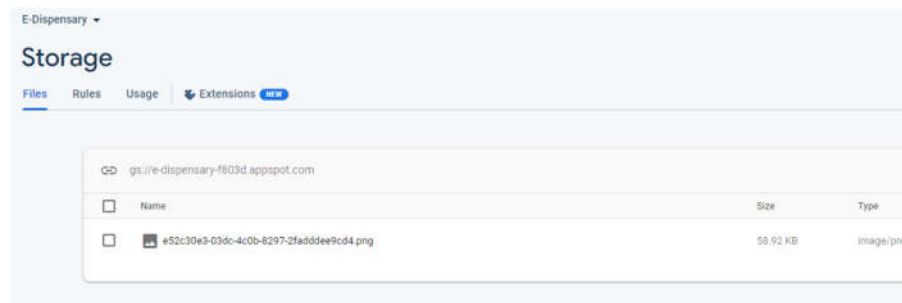 E-Dispensary
Storage
Files Rules Usage Extensions NEW
gs://e-dispensary-f803d.appspot.com
Name Size Type
e52c30e3-03dc-4c0b-8297-2fadddee9cd4.png 58.92 KB image/pn